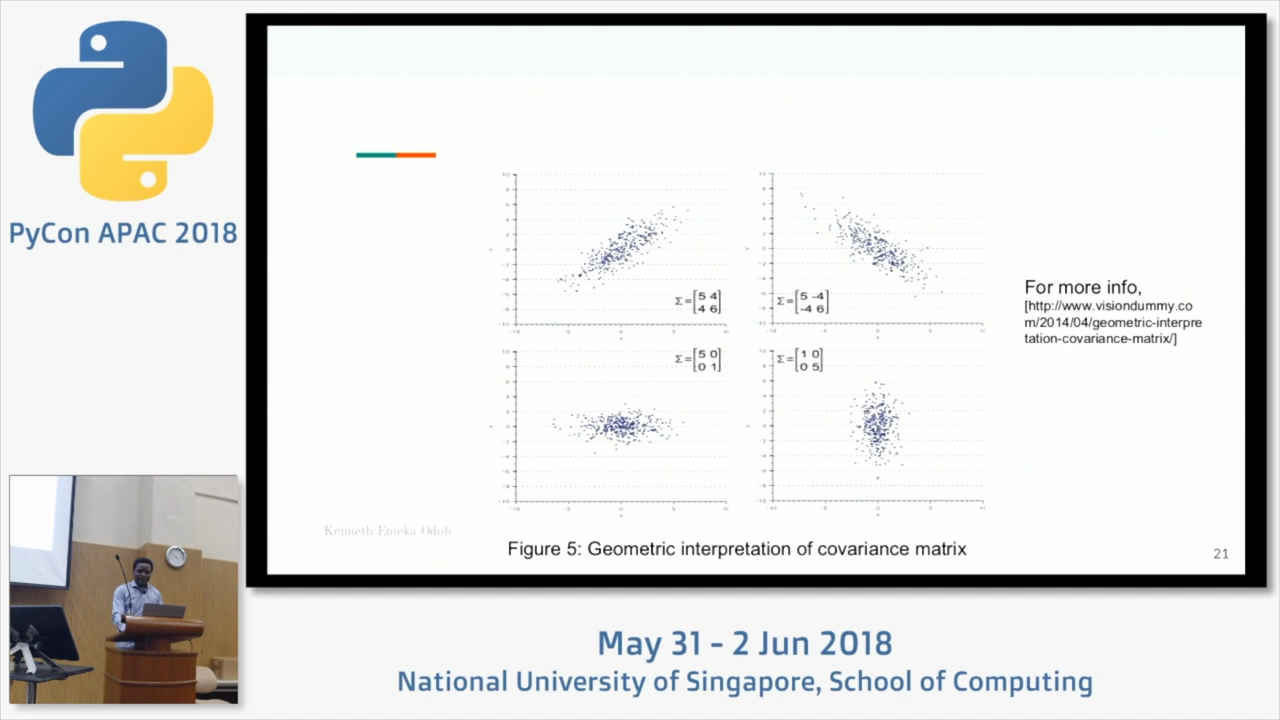 PyCon APAC 2018
Σ=[5 4
4 6]
Σ=[5 -4
-4 6]
Σ=[5 0
0 1]
Σ=[1 0
0 5]
For more info,
[http://www.visiondummy.co
m/2014/04/geometric-interpre
tation-covariance-matrix/]
Kenneth Emeka Odoh
Figure 5: Geometric interpretation of covariance matrix
21
May 31 - 2 Jun 2018
National University of Singapore, School of Computing